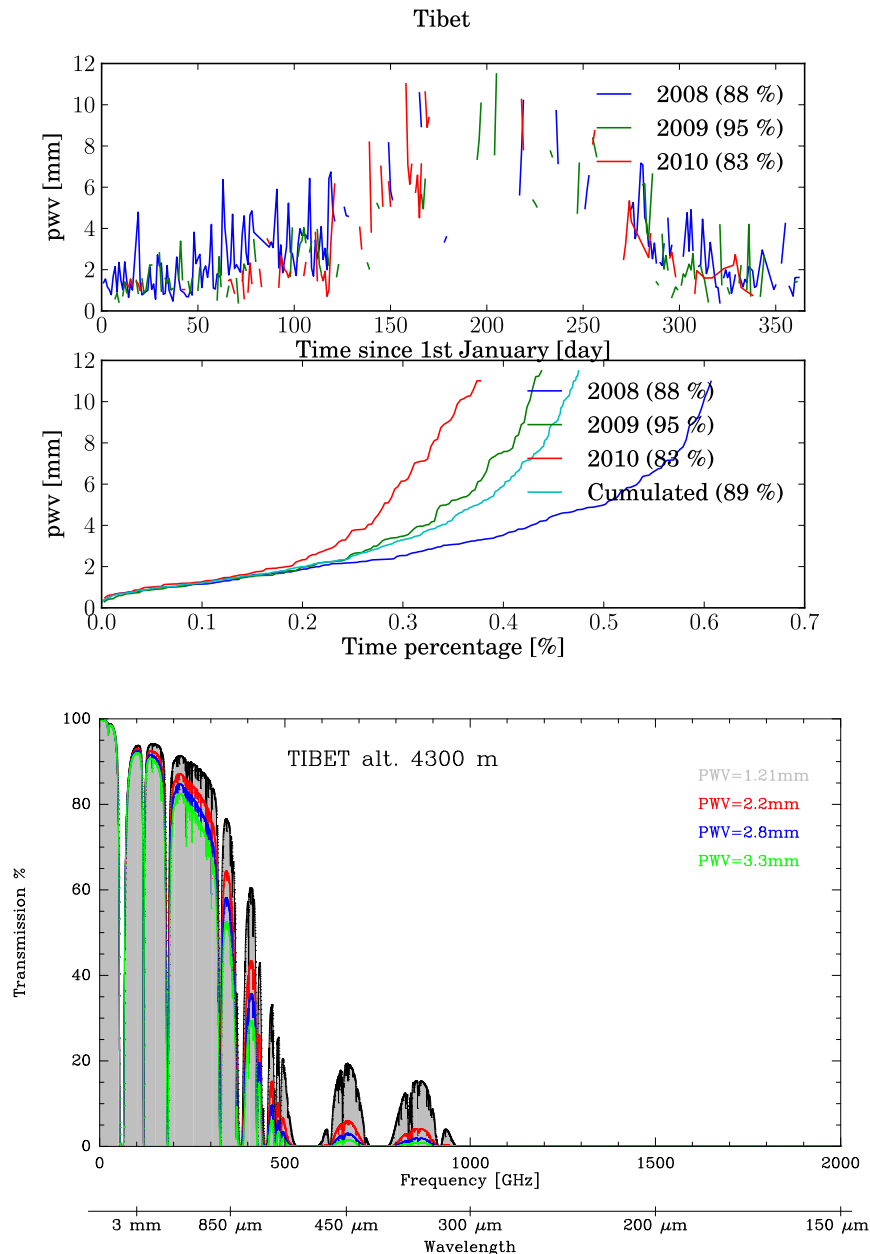 Tibet
12
10
8
6
4
2
0
pwv [mm]
2008 (88 %)
2009 (95 %)
2010 (83 %)
0 50 100 150 200 250 300 350
Time since 1st January [day]
12
10
8
6
4
2
0
pwv [mm]
2008 (88 %)
2009 (95 %)
2010 (83 %)
Cumulated (89 %)
0.0 0.1 0.2 0.3 0.4 0.5 0.6 0.7
Time percentage [%]
100
80
60
40
20
0
Transmission %
TIBET alt. 4300 m
PWV=1.21mm
PWV=2.2mm
PWV=2.8mm
PWV=3.3mm
0 500 1000 1500 2000
Frequency [GHz]
3 mm 850 μm 450 μm 300 μm 200 μm 150 μm
Wavelength